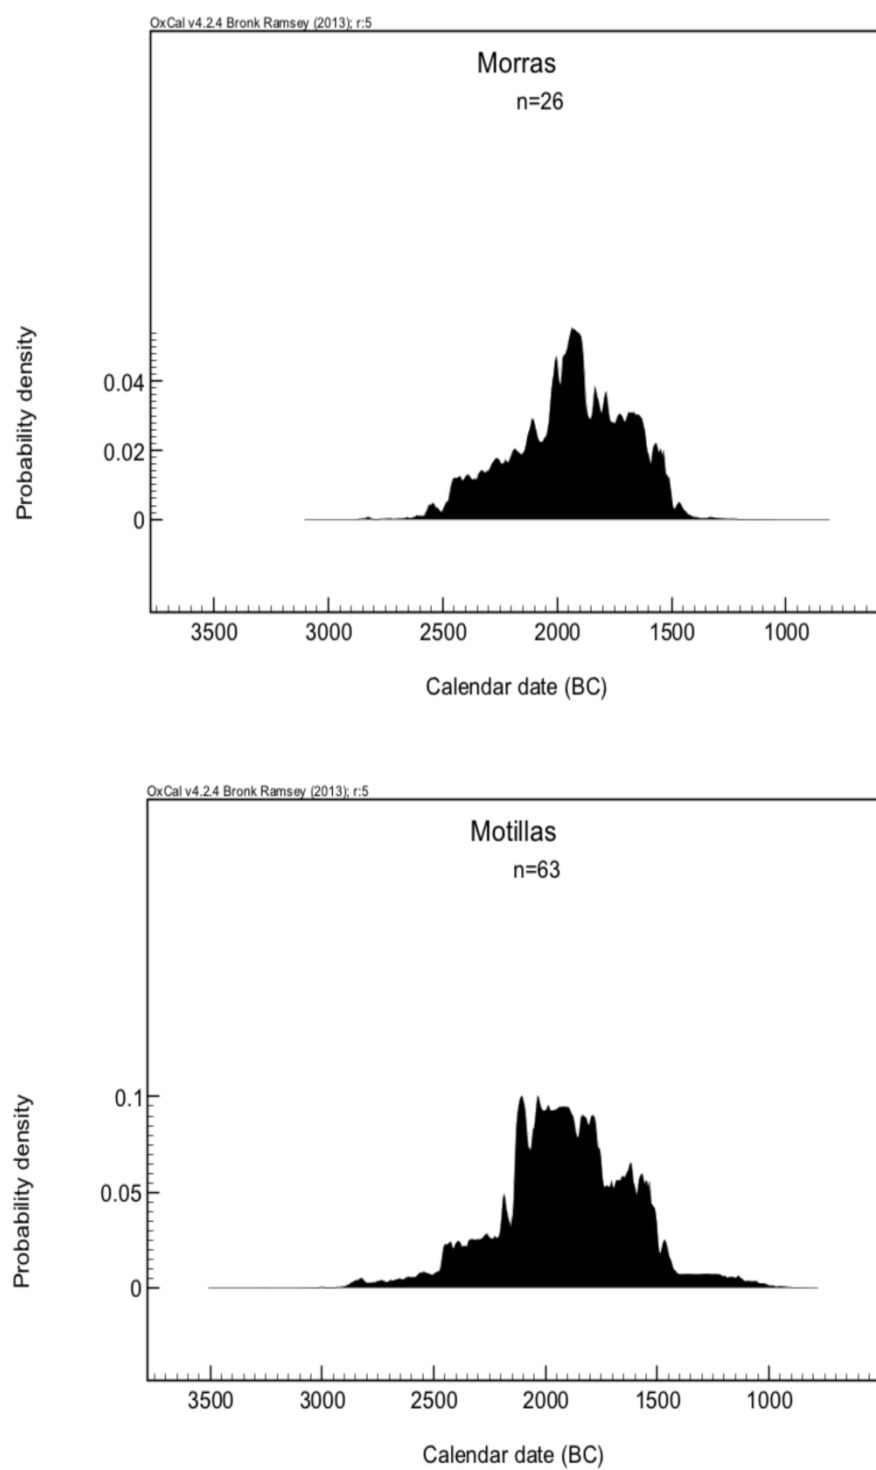 OxCal v4.2.4 Bronk Ramsey (2013); r:5
Morras
n=26
Probability density
0.04
0.02
0
3500 3000 2500 2000 1500 1000
Calendar date (BC)
OxCal v4.2.4 Bronk Ramsey (2013); r:5
Motillas
n=63
Probability density
0.1
0.05
0
3500 3000 2500 2000 1500 1000
Calendar date (BC)